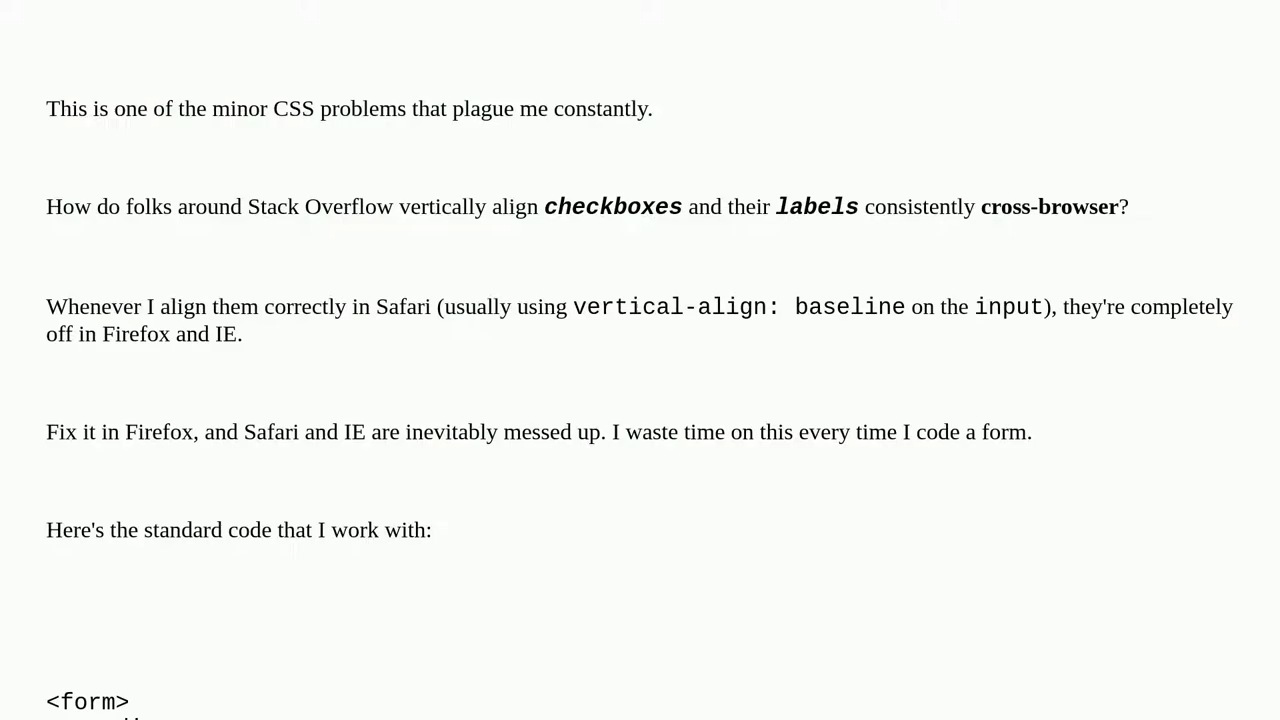 This is one of the minor CSS problems that plague me constantly.
How do folks around Stack Overflow vertically align checkboxes and their labels consistently cross-browser?
Whenever I align them correctly in Safari (usually using vertical-align: baseline on the input), they're completely
off in Firefox and IE.
Fix it in Firefox, and Safari and IE are inevitably messed up. I waste time on this every time I code a form.
Here's the standard code that I work with:
<form>